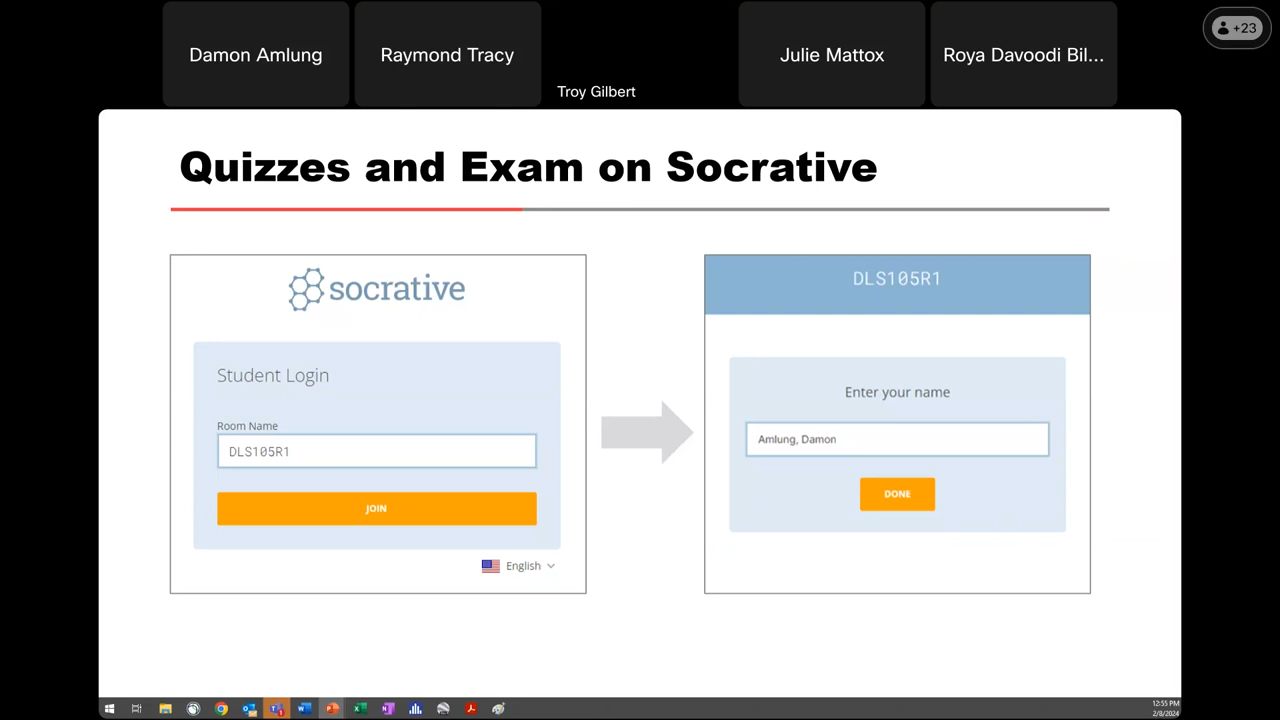 Damon Amlung
Raymond Tracy
Troy Gilbert
Julie Mattox
Roya Davoodi Bil...
+23
Quizzes and Exam on Socrative
socrative
Student Login
Room Name
DLS105R1
JOIN
English
DLS105R1
Enter your name
Amlung, Damon
DONE
12:55 PM
2/8/2024